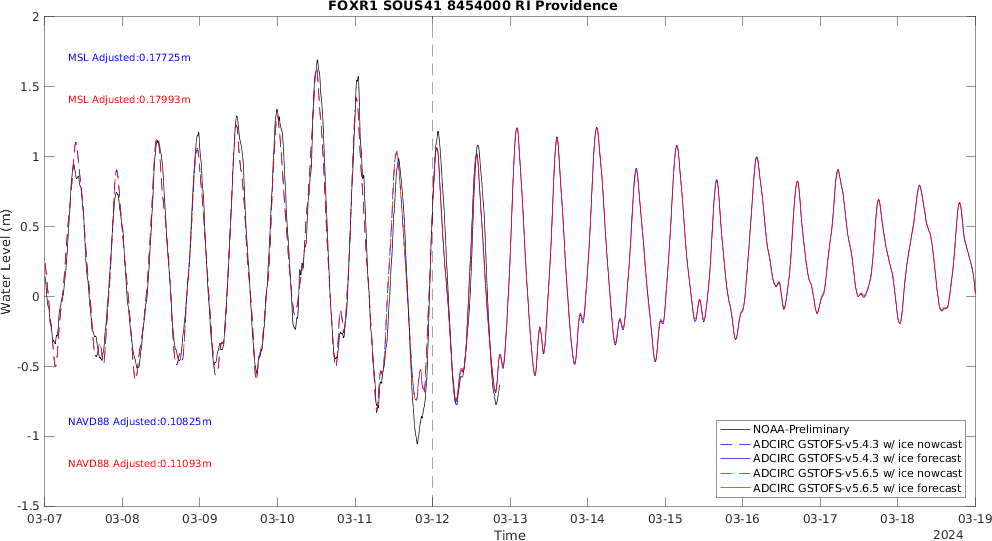 FOXR1 SOUS41 8454000 RI Providence
2
1.5
1
0.5
0
-0.5
-1
-1.5
Water Level (m)
MSL Adjusted:0.17725m
MSL Adjusted:0.17993m
NAVD88 Adjusted:0.10825m
NAVD88 Adjusted:0.11093m
NOAA-Preliminary
ADCIRC GSTOFS-v5.4.3 w/ ice nowcast
ADCIRC GSTOFS-v5.4.3 w/ ice forecast
ADCIRC GSTOFS-v5.6.5 w/ ice nowcast
ADCIRC GSTOFS-v5.6.5 w/ ice forecast
03-07 03-08 03-09 03-10 03-11 03-12 03-13 03-14 03-15 03-16 03-17 03-18 03-19
Time
2024